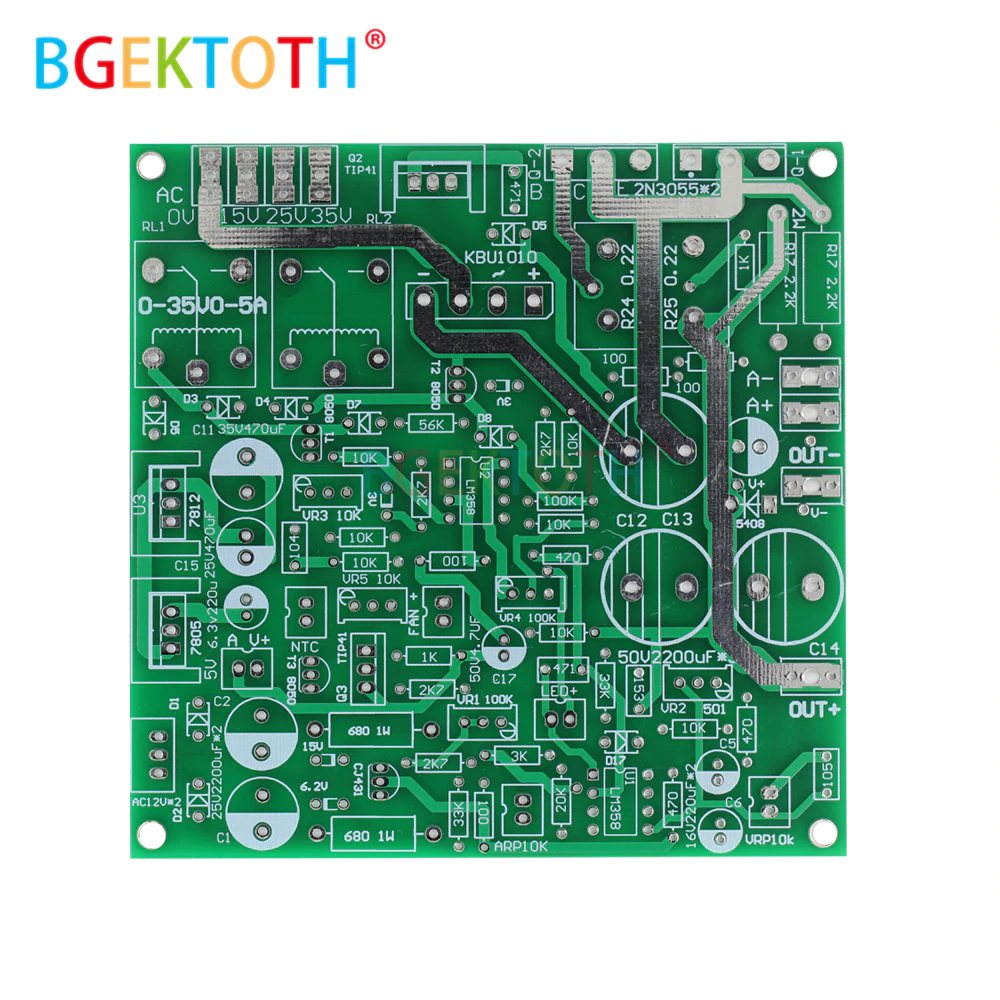 BGEKTOTH®
Q2
TIP41
2-Q
1-Q
471
B C E 2N3055*2
AC
0V 15V 25V 35V
RL1
RL2
D5
KBU1010
- ~ +
2W
R24 0.22
R25 0.22
1K
R17 2.2K
R17 2.2K
0-35V0-5A
100
100
T2 8050
3V
A-
A+
OUT-
V+
V-
5408
D3
D4
D5
C11 35V470uF
T1 8050
D7
56K
D8
2K7
10K
10K
U3
7812
VR3 10K
3V
2K7
U2
LM358
100K
10K
C12 C13
C15 25V470uF
104
10K
10K
100
470
VR5 10K
7805
5V 6.3v220u
A V+
NTC
T3 8050
TIP41
Q3
FAN +
VR4 100K
10K
50V4.7UF
C17
1K
2K7
471
LED+
33K
153
50V2200uF*3
C14
OUT+
VR2 501
D1
C2
25V2200uF*2
680 1W
15V
VR1 100K
10K
470
C5
AC12V*2
D2
6.2V
CJ431
2K7
3K
D17
U1
LM358
20K
470
16V220uF*2
C6
5R01
C1
680 1W
33K
100
ARP10K
VRP10k